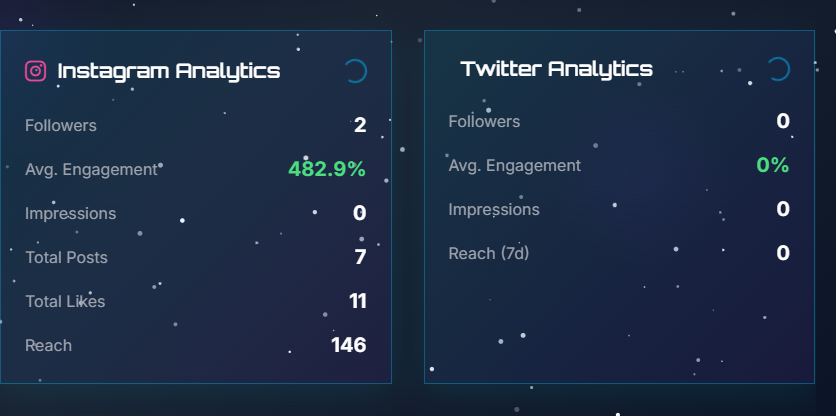 Instagram Analytics
Followers 2
Avg. Engagement 482.9%
Impressions 0
Total Posts 7
Total Likes 11
Reach 146
Twitter Analytics
Followers 0
Avg. Engagement 0%
Impressions 0
Reach (7d) 0